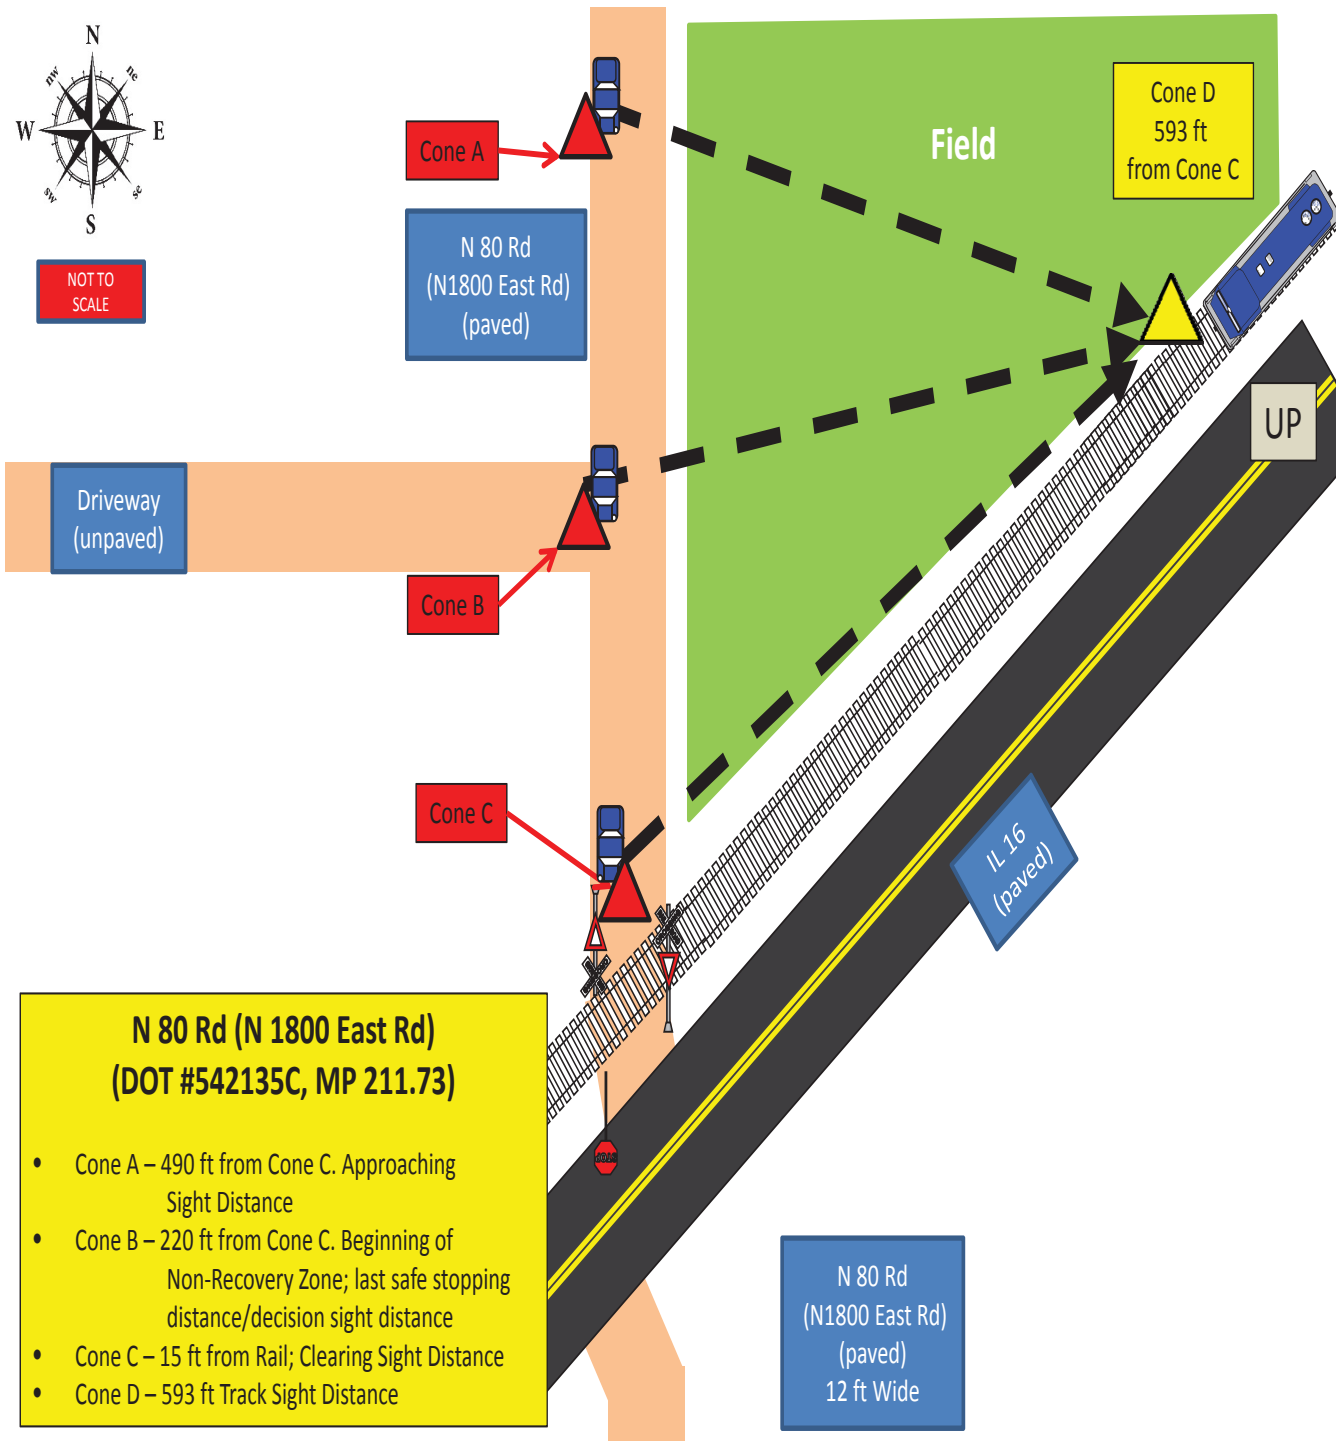 N
nw
ne
W
E
sw
se
S
NOT TO
SCALE
Cone A
N 80 Rd
(N1800 East Rd)
(paved)
Field
Cone D
593 ft
from Cone C
UP
Driveway
(unpaved)
Cone B
Cone C
IL 16
(paved)
N 80 Rd (N 1800 East Rd)
(DOT #542135C, MP 211.73)
• Cone A – 490 ft from Cone C. Approaching
Sight Distance
• Cone B – 220 ft from Cone C. Beginning of
Non-Recovery Zone; last safe stopping
distance/decision sight distance
• Cone C – 15 ft from Rail; Clearing Sight Distance
• Cone D – 593 ft Track Sight Distance
N 80 Rd
(N1800 East Rd)
(paved)
12 ft Wide